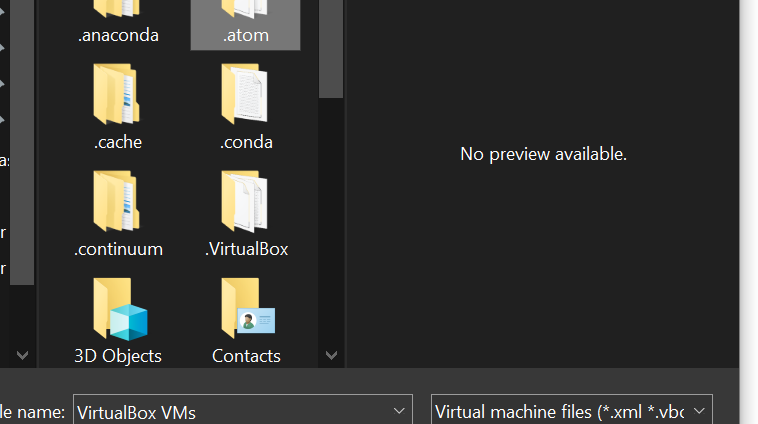 .anaconda
.atom
.cache
.conda
No preview available.
.continuum
.VirtualBox
3D Objects
Contacts
le name:
VirtualBox VMs
Virtual machine files (*.xml *.vbc